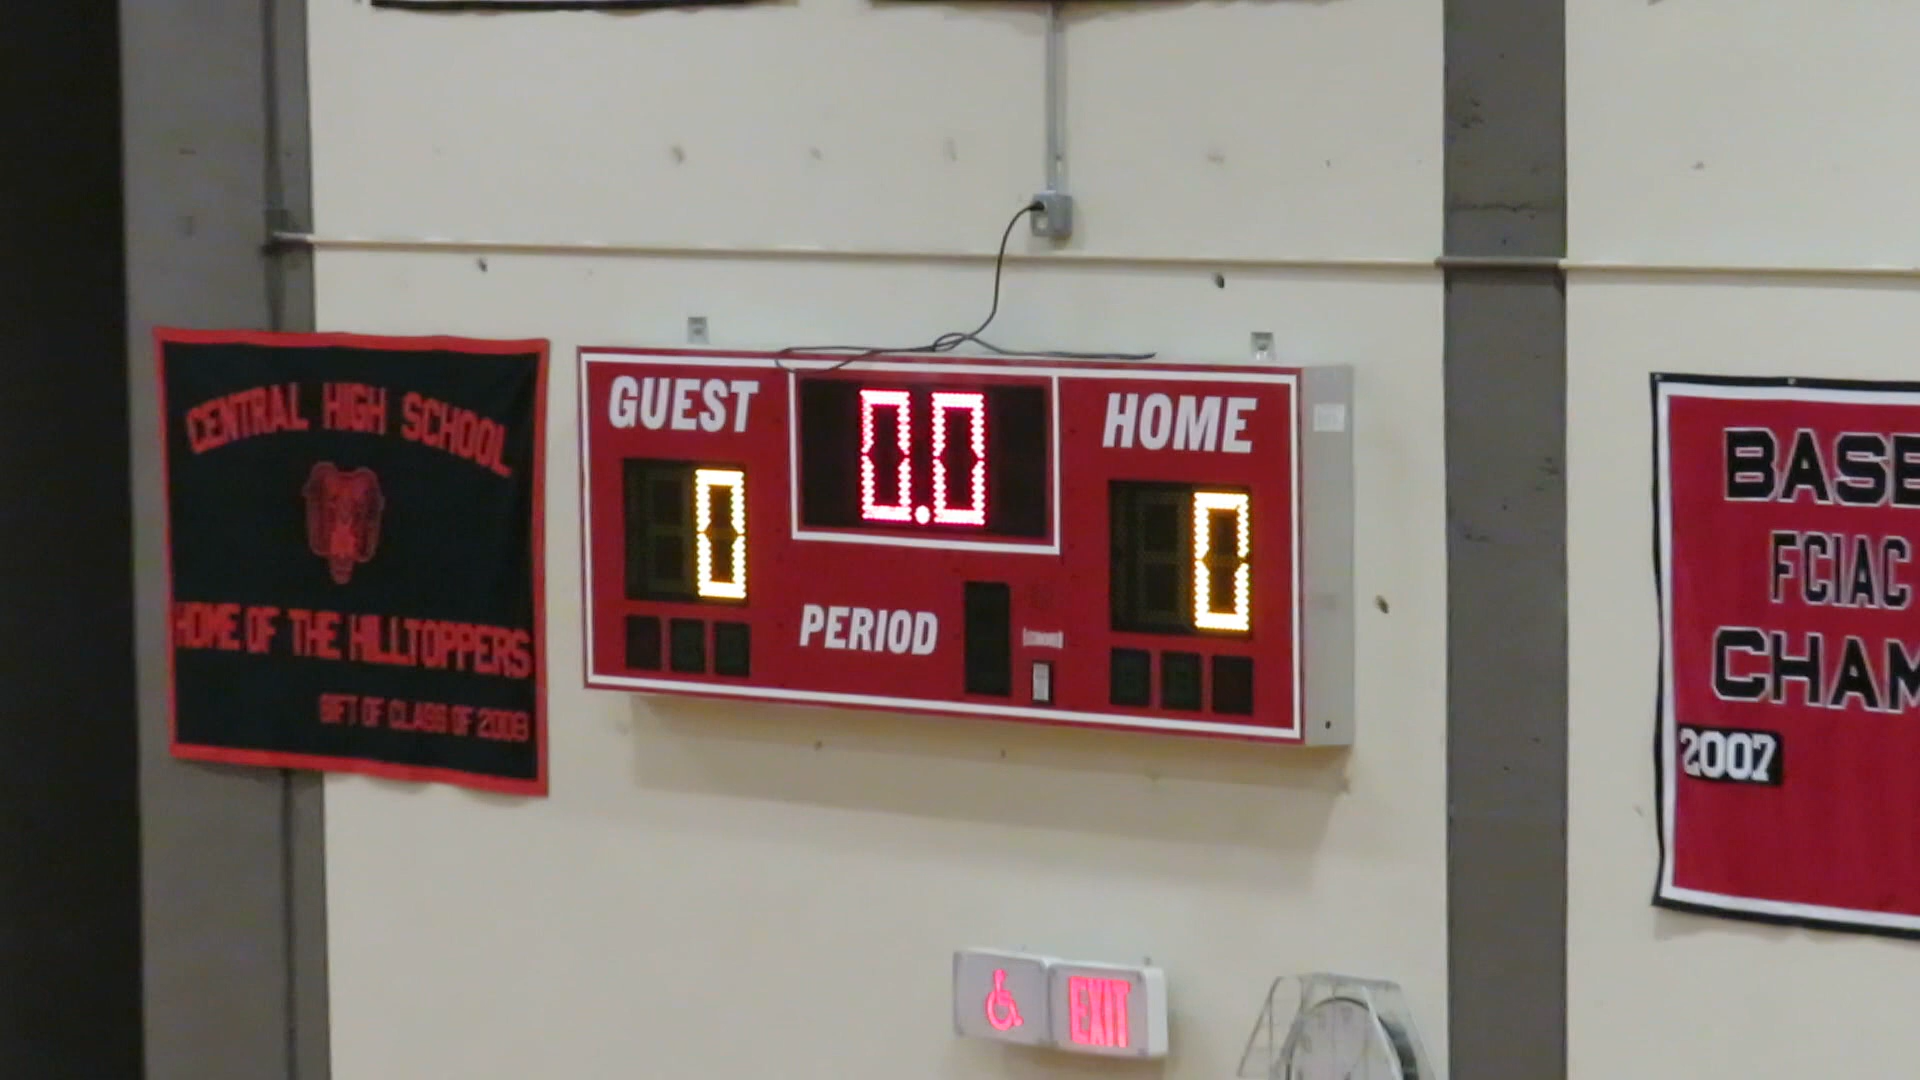 CENTRAL HIGH SCHOOL
HOME OF THE HILLTOPPERS
GIFT OF CLASS OF 2008
GUEST
0.0
HOME
0
0
PERIOD
BASE
FCIAC
CHAM
2007
EXIT